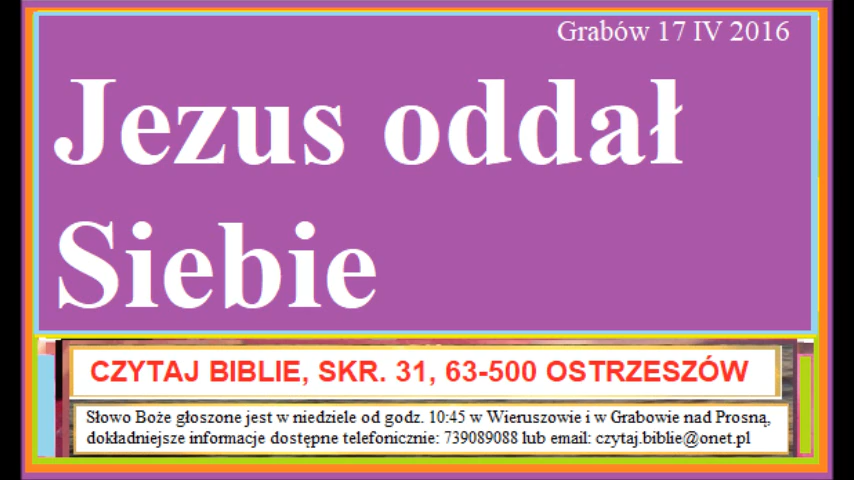 Grabów 17 IV 2016
Jezus oddał
Siebie
CZYTAJ BIBLIE, SKR. 31, 63-500 OSTRZESZÓW
Słowo Boże głoszone jest w niedziele od godz. 10:45 w Wieruszowie i w Grabowie nad Prosną,
dokładniejsze informacje dostępne telefonicznie: 739089088 lub email: czytaj.biblie@onet.pl